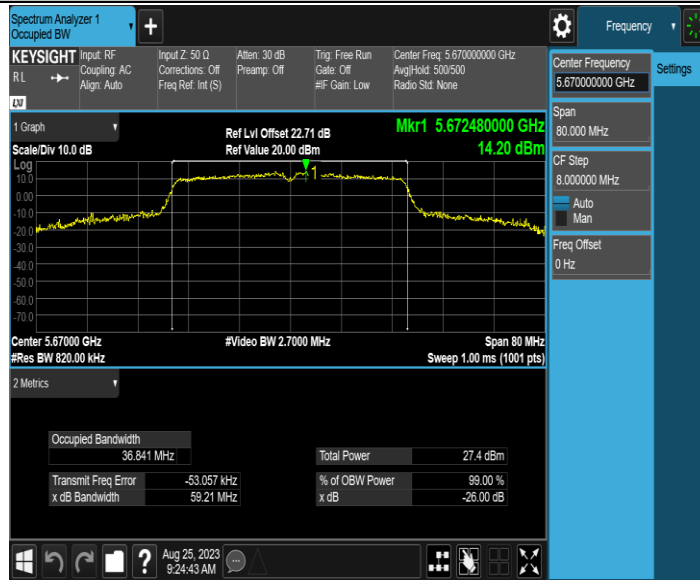 Spectrum Analyzer 1
Occupied BW
+
Frequency
KEYSIGHT
RL
LXI
Input: RF
Coupling: AC
Align: Auto
Input Z: 50 Ω
Corrections: Off
Freq Ref: Int (S)
Atten: 30 dB
Preamp: Off
Trig: Free Run
Gate: Off
#IF Gain: Low
Center Freq: 5.670000000 GHz
Avg|Hold: 500/500
Radio Std: None
Center Frequency
5.670000000 GHz
Settings
Span
80.000 MHz
CF Step
8.000000 MHz
Auto
Man
Freq Offset
0 Hz
1 Graph
Scale/Div 10.0 dB
Ref Lvl Offset 22.71 dB
Ref Value 20.00 dBm
Mkr1 5.672480000 GHz
14.20 dBm
Log
10.0
0.00
-10.0
-20.0
-30.0
-40.0
-50.0
-60.0
-70.0
1
Center 5.67000 GHz
#Res BW 820.00 kHz
#Video BW 2.7000 MHz
Span 80 MHz
Sweep 1.00 ms (1001 pts)
2 Metrics
Occupied Bandwidth
36.841 MHz
Total Power 27.4 dBm
Transmit Freq Error -53.057 kHz
% of OBW Power 99.00 %
x dB Bandwidth 59.21 MHz
x dB -26.00 dB
?
Aug 25, 2023
9:24:43 AM